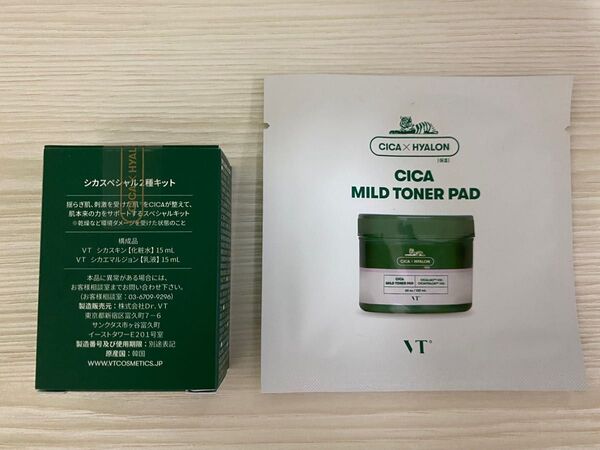 シカスペシャル2種キット
揺らぎ肌、刺激を受けた肌※をCICAが整えて、
肌本来の力をサポートするスペシャルキット
※乾燥など環境ダメージを受けた状態のこと
構成品
VT シカスキン【化粧水】15 mL
VT シカエマルジョン【乳液】15 mL
本品に異常がある場合には、
お客様相談室までお問い合わせください。
(お客様相談室:03-6709-9296)
製造販売元:株式会社Dr. VT
東京都新宿区富久町7−6
サンクタス市ヶ谷富久町
イーストタワーE201号室
製造番号及び使用期限:別途表記
原産国:韓国
WWW.VTCOSMETICS.JP
CICA X HYALON
CICA X HYALON
[保湿]
CICA
MILD TONER PAD
CICA X HYALON
CICA
MILD TONER PAD
VT
VT